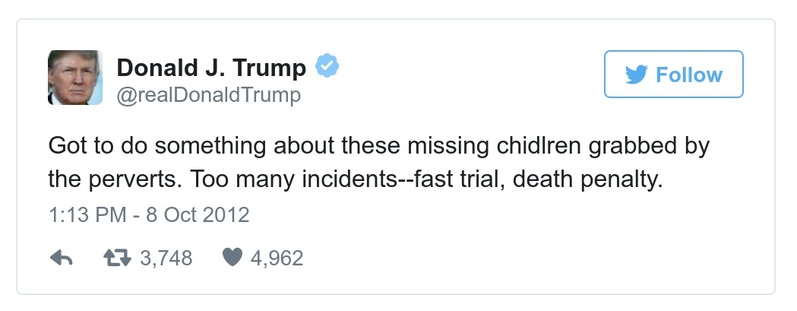 Donald J. Trump
@realDonaldTrump
Follow
Got to do something about these missing chidlren grabbed by
the perverts. Too many incidents--fast trial, death penalty.
1:13 PM - 8 Oct 2012
3,748 4,962